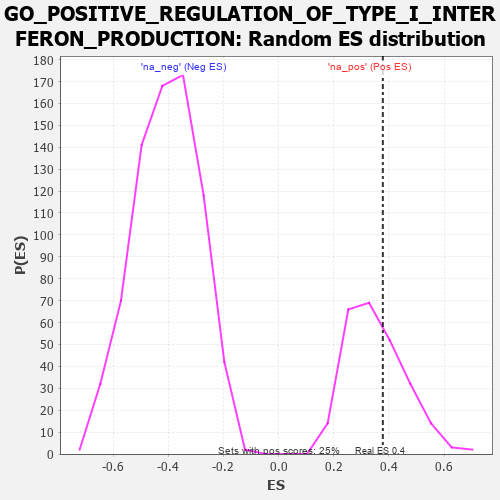 GO_POSITIVE_REGULATION_OF_TYPE_I_INTER
FERON_PRODUCTION: Random ES distribution
'na_neg' (Neg ES) 'na_pos' (Pos ES)
180
170
160
150
140
130
120
110
100
90
80
70
60
50
40
30
20
10
0
P(ES)
Sets with pos scores: 25% Real ES 0.4
-0.6 -0.4 -0.2 0.0 0.2 0.4 0.6
ES